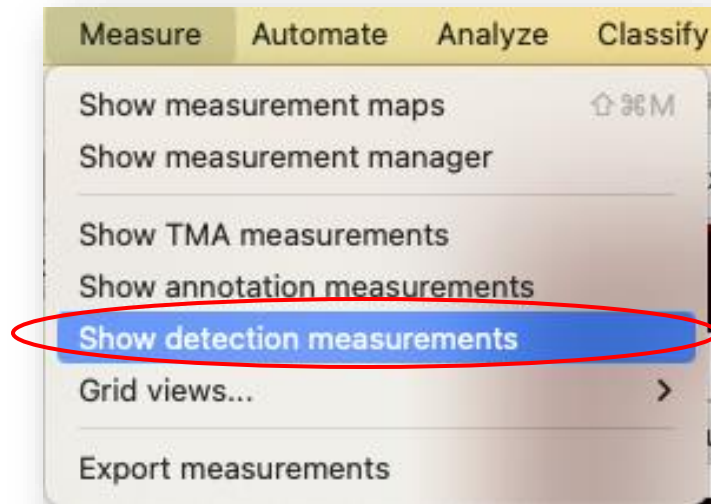 Measure Automate Analyze Classify
Show measurement maps ⇧⌘M
Show measurement manager
Show TMA measurements
Show annotation measurements
Show detection measurements
Grid views...
Export measurements